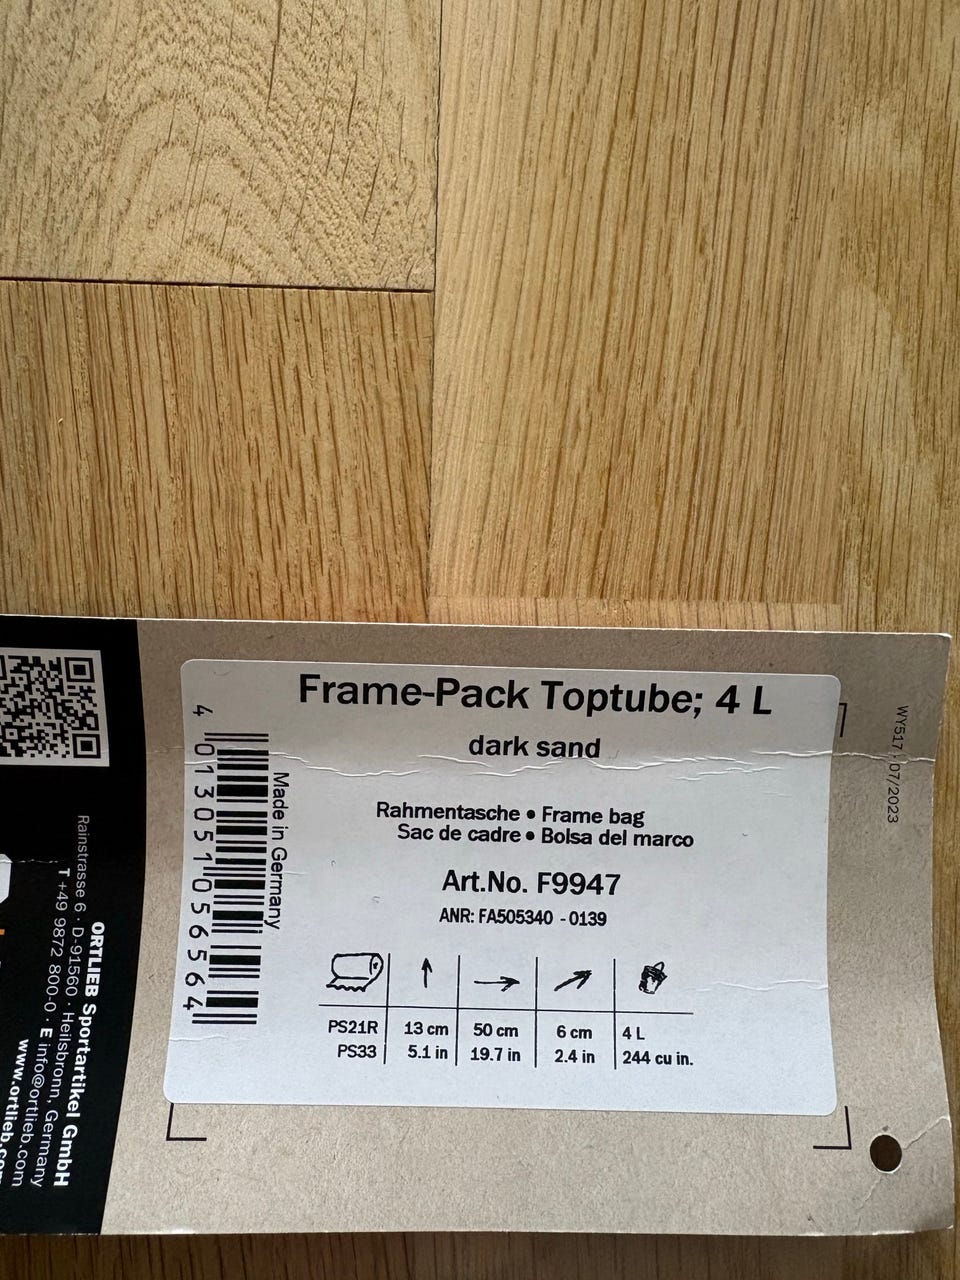 Frame-Pack Toptube; 4 L
dark sand
Rahmentasche • Frame bag
Sac de cadre • Bolsa del marco
Art.No. F9947
ANR: FA505340 - 0139
PS21R 13 cm 50 cm 6 cm 4 L
PS33 5.1 in 19.7 in 2.4 in 244 cu in.
Made in Germany
4 013051 056564
WY517 · 07/2023
ORTLIEB Sportartikel GmbH
Rainstrasse 6 · D-91560 · Heilsbronn, Germany
T +49 9872 800-0 · E info@ortlieb.com
www.ortlieb.com